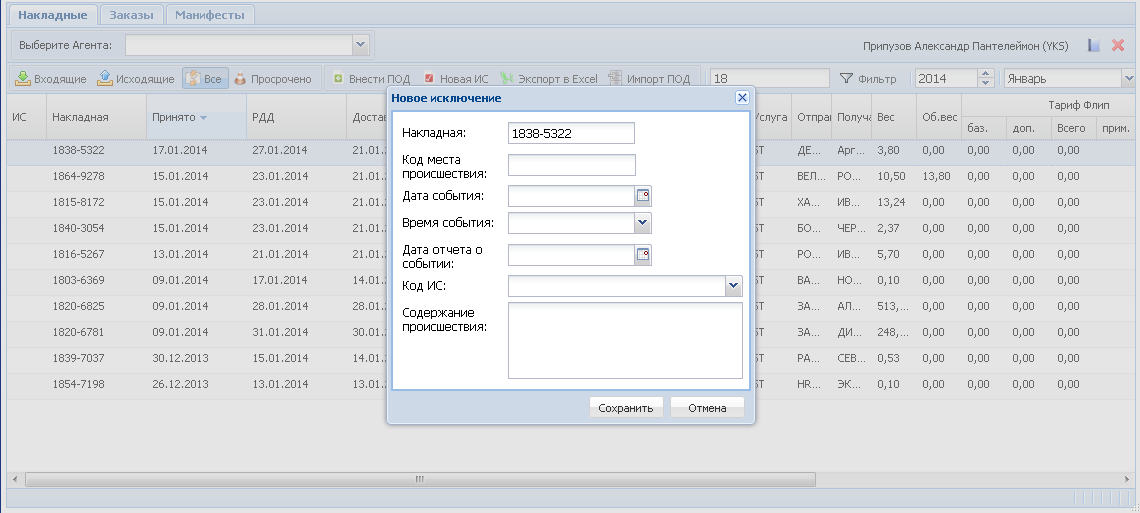 Накладные Заказы Манифесты
Выберите Агента: Припузов Александр Пантелеймон (YKS)
Входящие Исходящие Все Просрочено Внести ПОД Новая ИС Экспорт в Excel Импорт ПОД 18 Фильтр 2014 Январь
ИС Накладная Принято РДД Достав Услуга Отпра Получа Вес Об.вес Тариф Флип
баз. доп. Всего прим.
1838-5322 17.01.2014 27.01.2014 21.01. ST ДЕ... Арг... 3,80 0,00 0,00 0,00 0,00
1864-9278 15.01.2014 23.01.2014 21.01. ST ВЕЛ... РО... 10,50 13,80 0,00 0,00 0,00
1815-8172 15.01.2014 23.01.2014 21.01. ST ХА... ИВ... 13,24 0,00 0,00 0,00 0,00
1840-3054 15.01.2014 23.01.2014 21.01. ST БО... ЧЕР... 2,37 0,00 0,00 0,00 0,00
1816-5267 13.01.2014 21.01.2014 21.01. ST РО... ИВ... 5,70 0,00 0,00 0,00 0,00
1803-6369 09.01.2014 17.01.2014 14.01. ST ВА... НО... 0,10 0,00 0,00 0,00 0,00
1820-6825 09.01.2014 28.01.2014 28.01. ST ЗА... АЛ... 513,... 0,00 0,00 0,00 0,00
1820-6781 09.01.2014 31.01.2014 30.01. ST ЗА... ДИ... 248,... 0,00 0,00 0,00 0,00
1839-7037 30.12.2013 15.01.2014 14.01. ST РА... СЕВ... 0,53 0,00 0,00 0,00 0,00
1854-7198 26.12.2013 13.01.2014 13.01. ST HR... ЭК... 0,10 0,00 0,00 0,00 0,00
Новое исключение
Накладная: 1838-5322
Код места
происшествия:
Дата события:
Время события:
Дата отчета о
событии:
Код ИС:
Содержание
происшествия:
Сохранить Отмена